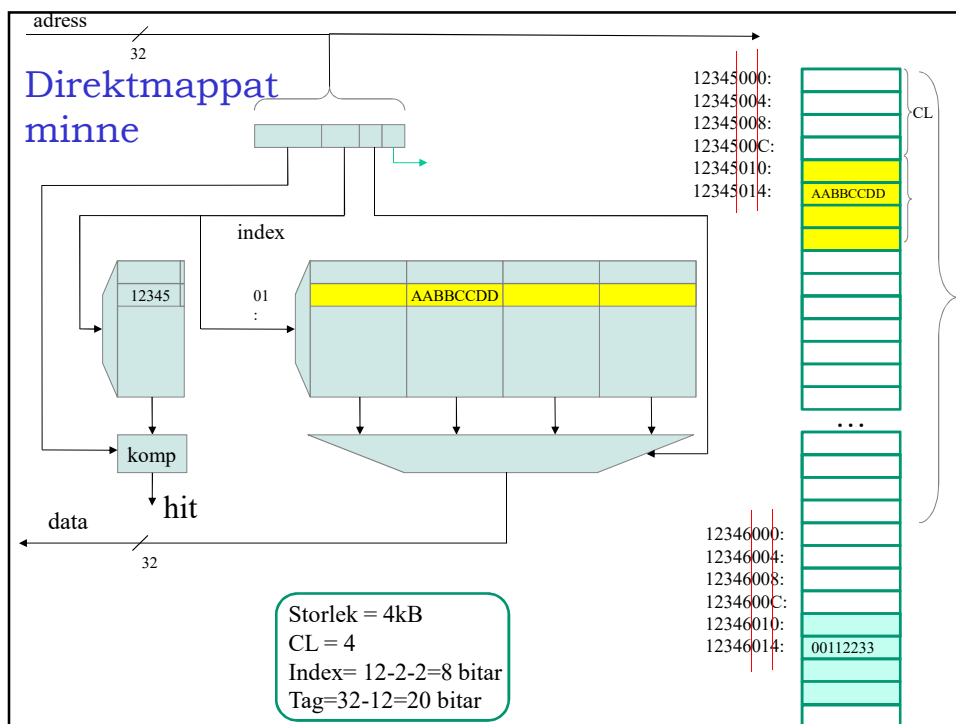 adress
32
Direktmappat
minne
index
12345
01
:
AABBCCDD
komp
hit
data
32
Storlek = 4kB
CL = 4
Index= 12-2-2=8 bitar
Tag=32-12=20 bitar
12345000:
12345004:
12345008:
1234500C:
12345010:
12345014:
CL
AABBCCDD
...
12346000:
12346004:
12346008:
1234600C:
12346010:
12346014:
00112233